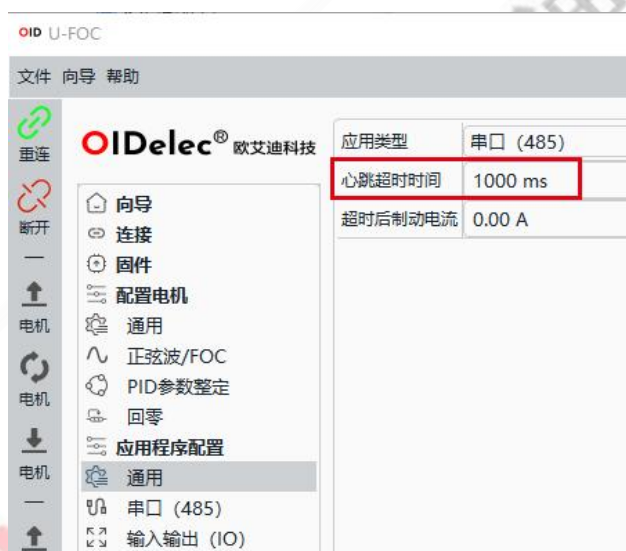 OID U-FOC
文件 向导 帮助
重连
断开
电机
电机
电机
OIDelec® 欧艾迪科技
向导
连接
固件
配置电机
通用
正弦波/FOC
PID参数整定
回零
应用程序配置
通用
串口（485）
输入输出（IO）
应用类型 串口（485）
心跳超时时间 1000 ms
超时后制动电流 0.00 A